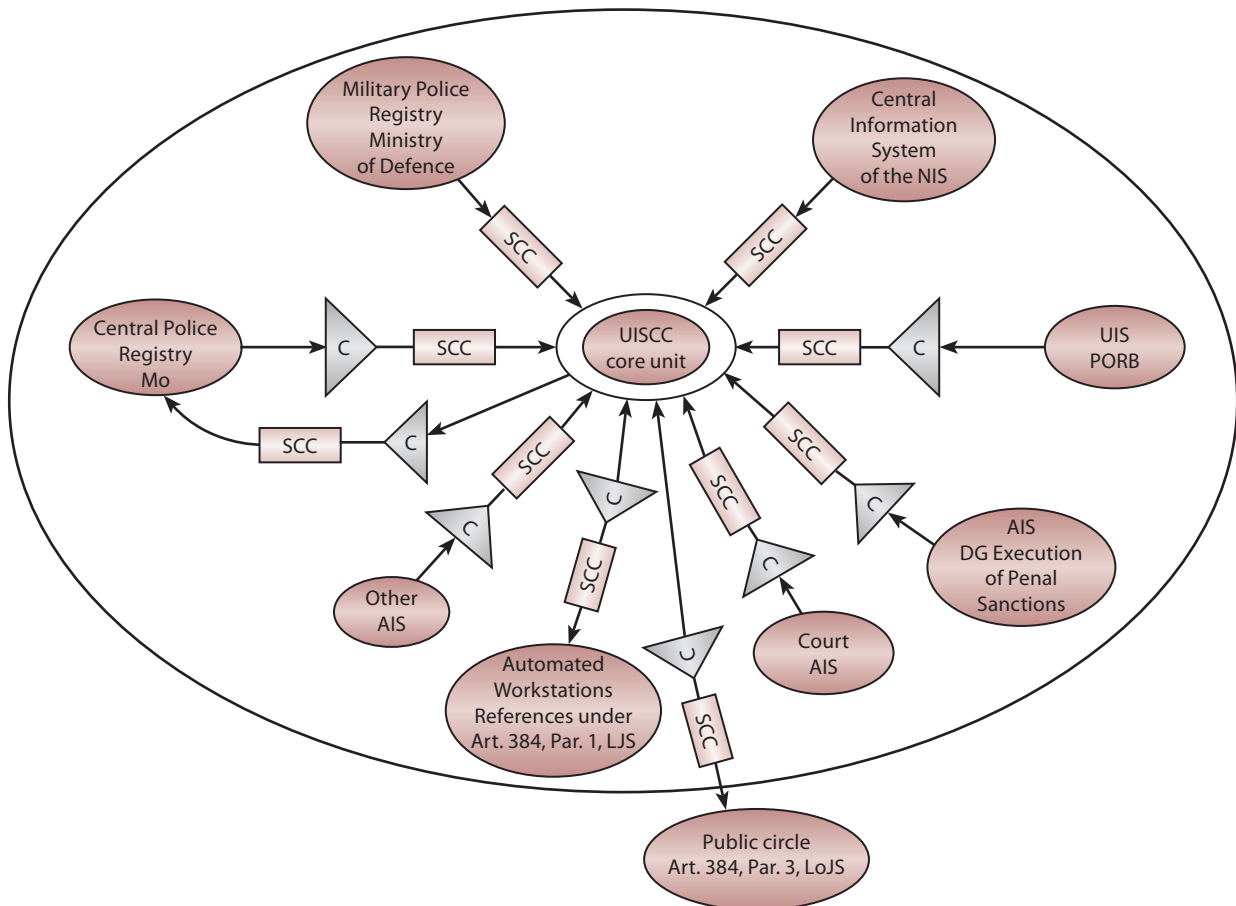 Military Police
Registry
Ministry
of Defence
Central
Information
System
of the NIS
SCC
SCC
Central Police
Registry
Mo
C
SCC
UISCC
core unit
SCC
C
UIS
PORB
SCC
C
SCC
C
SCC
C
SCC
C
SCC
C
AIS
DG Execution
of Penal
Sanctions
Other
AIS
SCC
C
Court
AIS
C
SCC
Automated
Workstations
References under
Art. 384, Par. 1, LJS
Public circle
Art. 384, Par. 3, LoJS